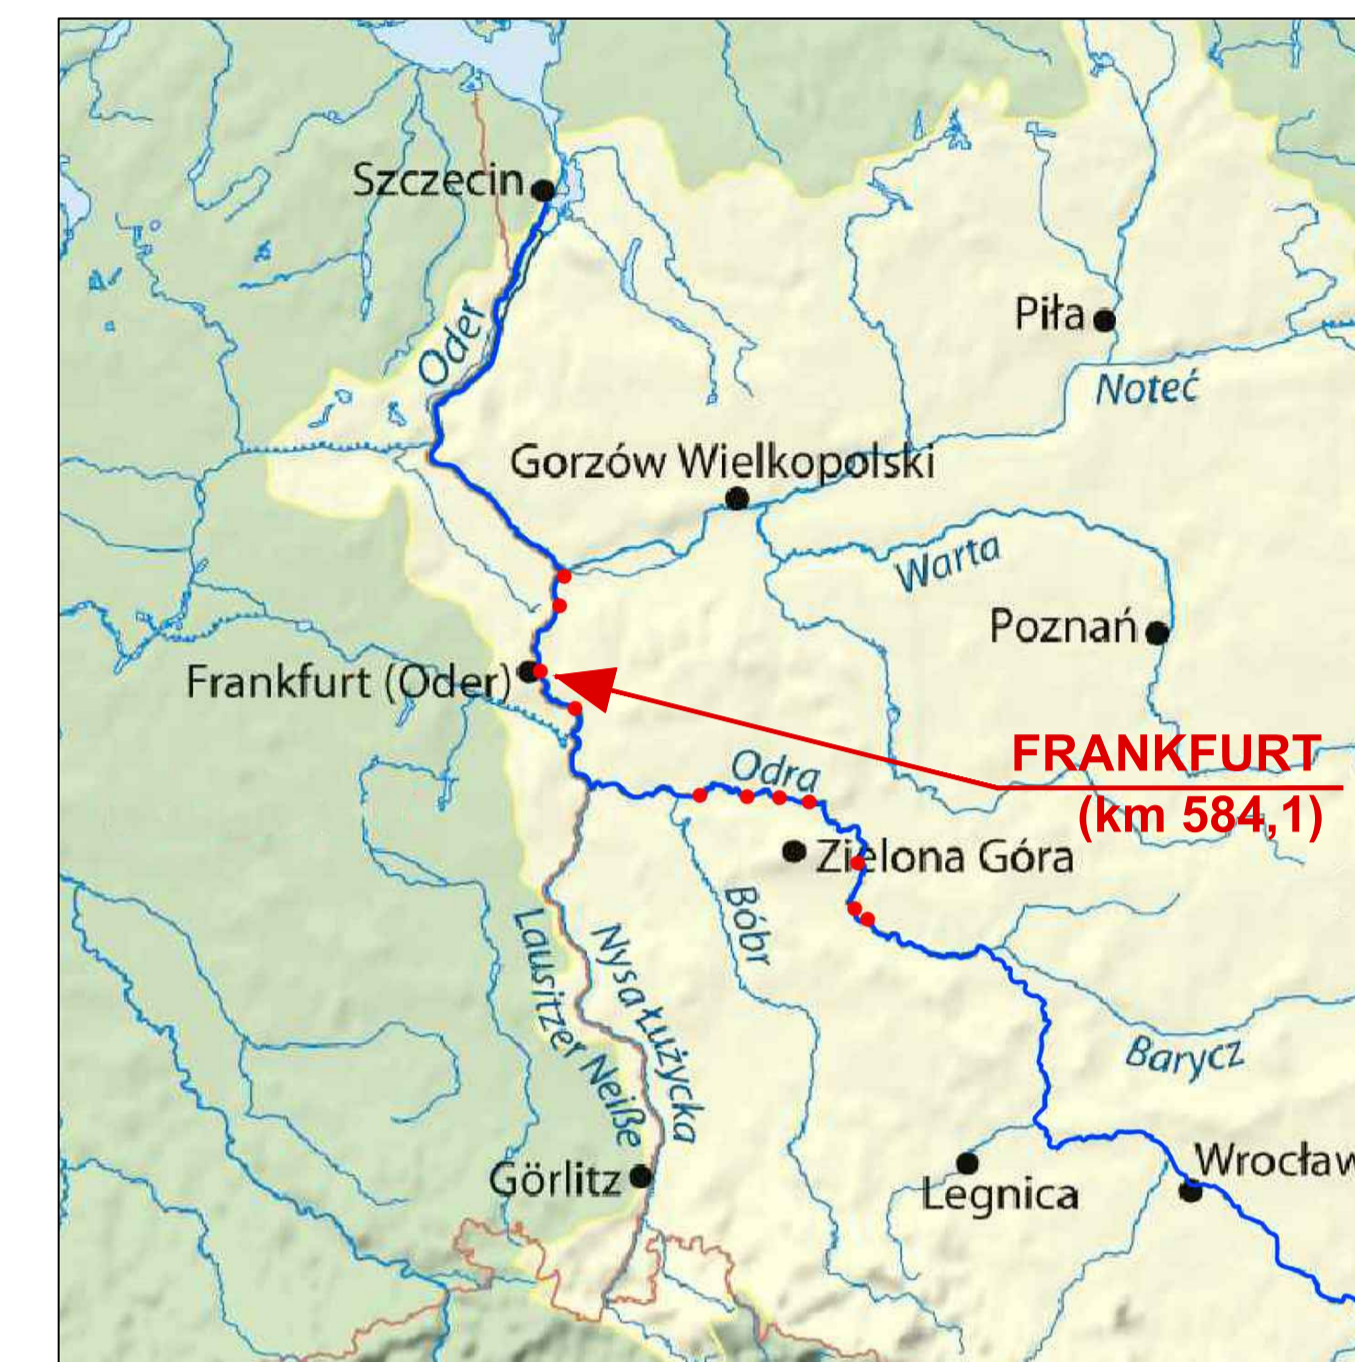 Szczecin
Oder
Piła
Noteć
Gorzów Wielkopolski
Warta
Poznań
Frankfurt (Oder)
FRANKFURT
(km 584,1)
Odra
Zielona Góra
Bóbr
Lausitzer Neiße
Nysa Łużycka
Barycz
Wrocław
Görlitz
Legnica